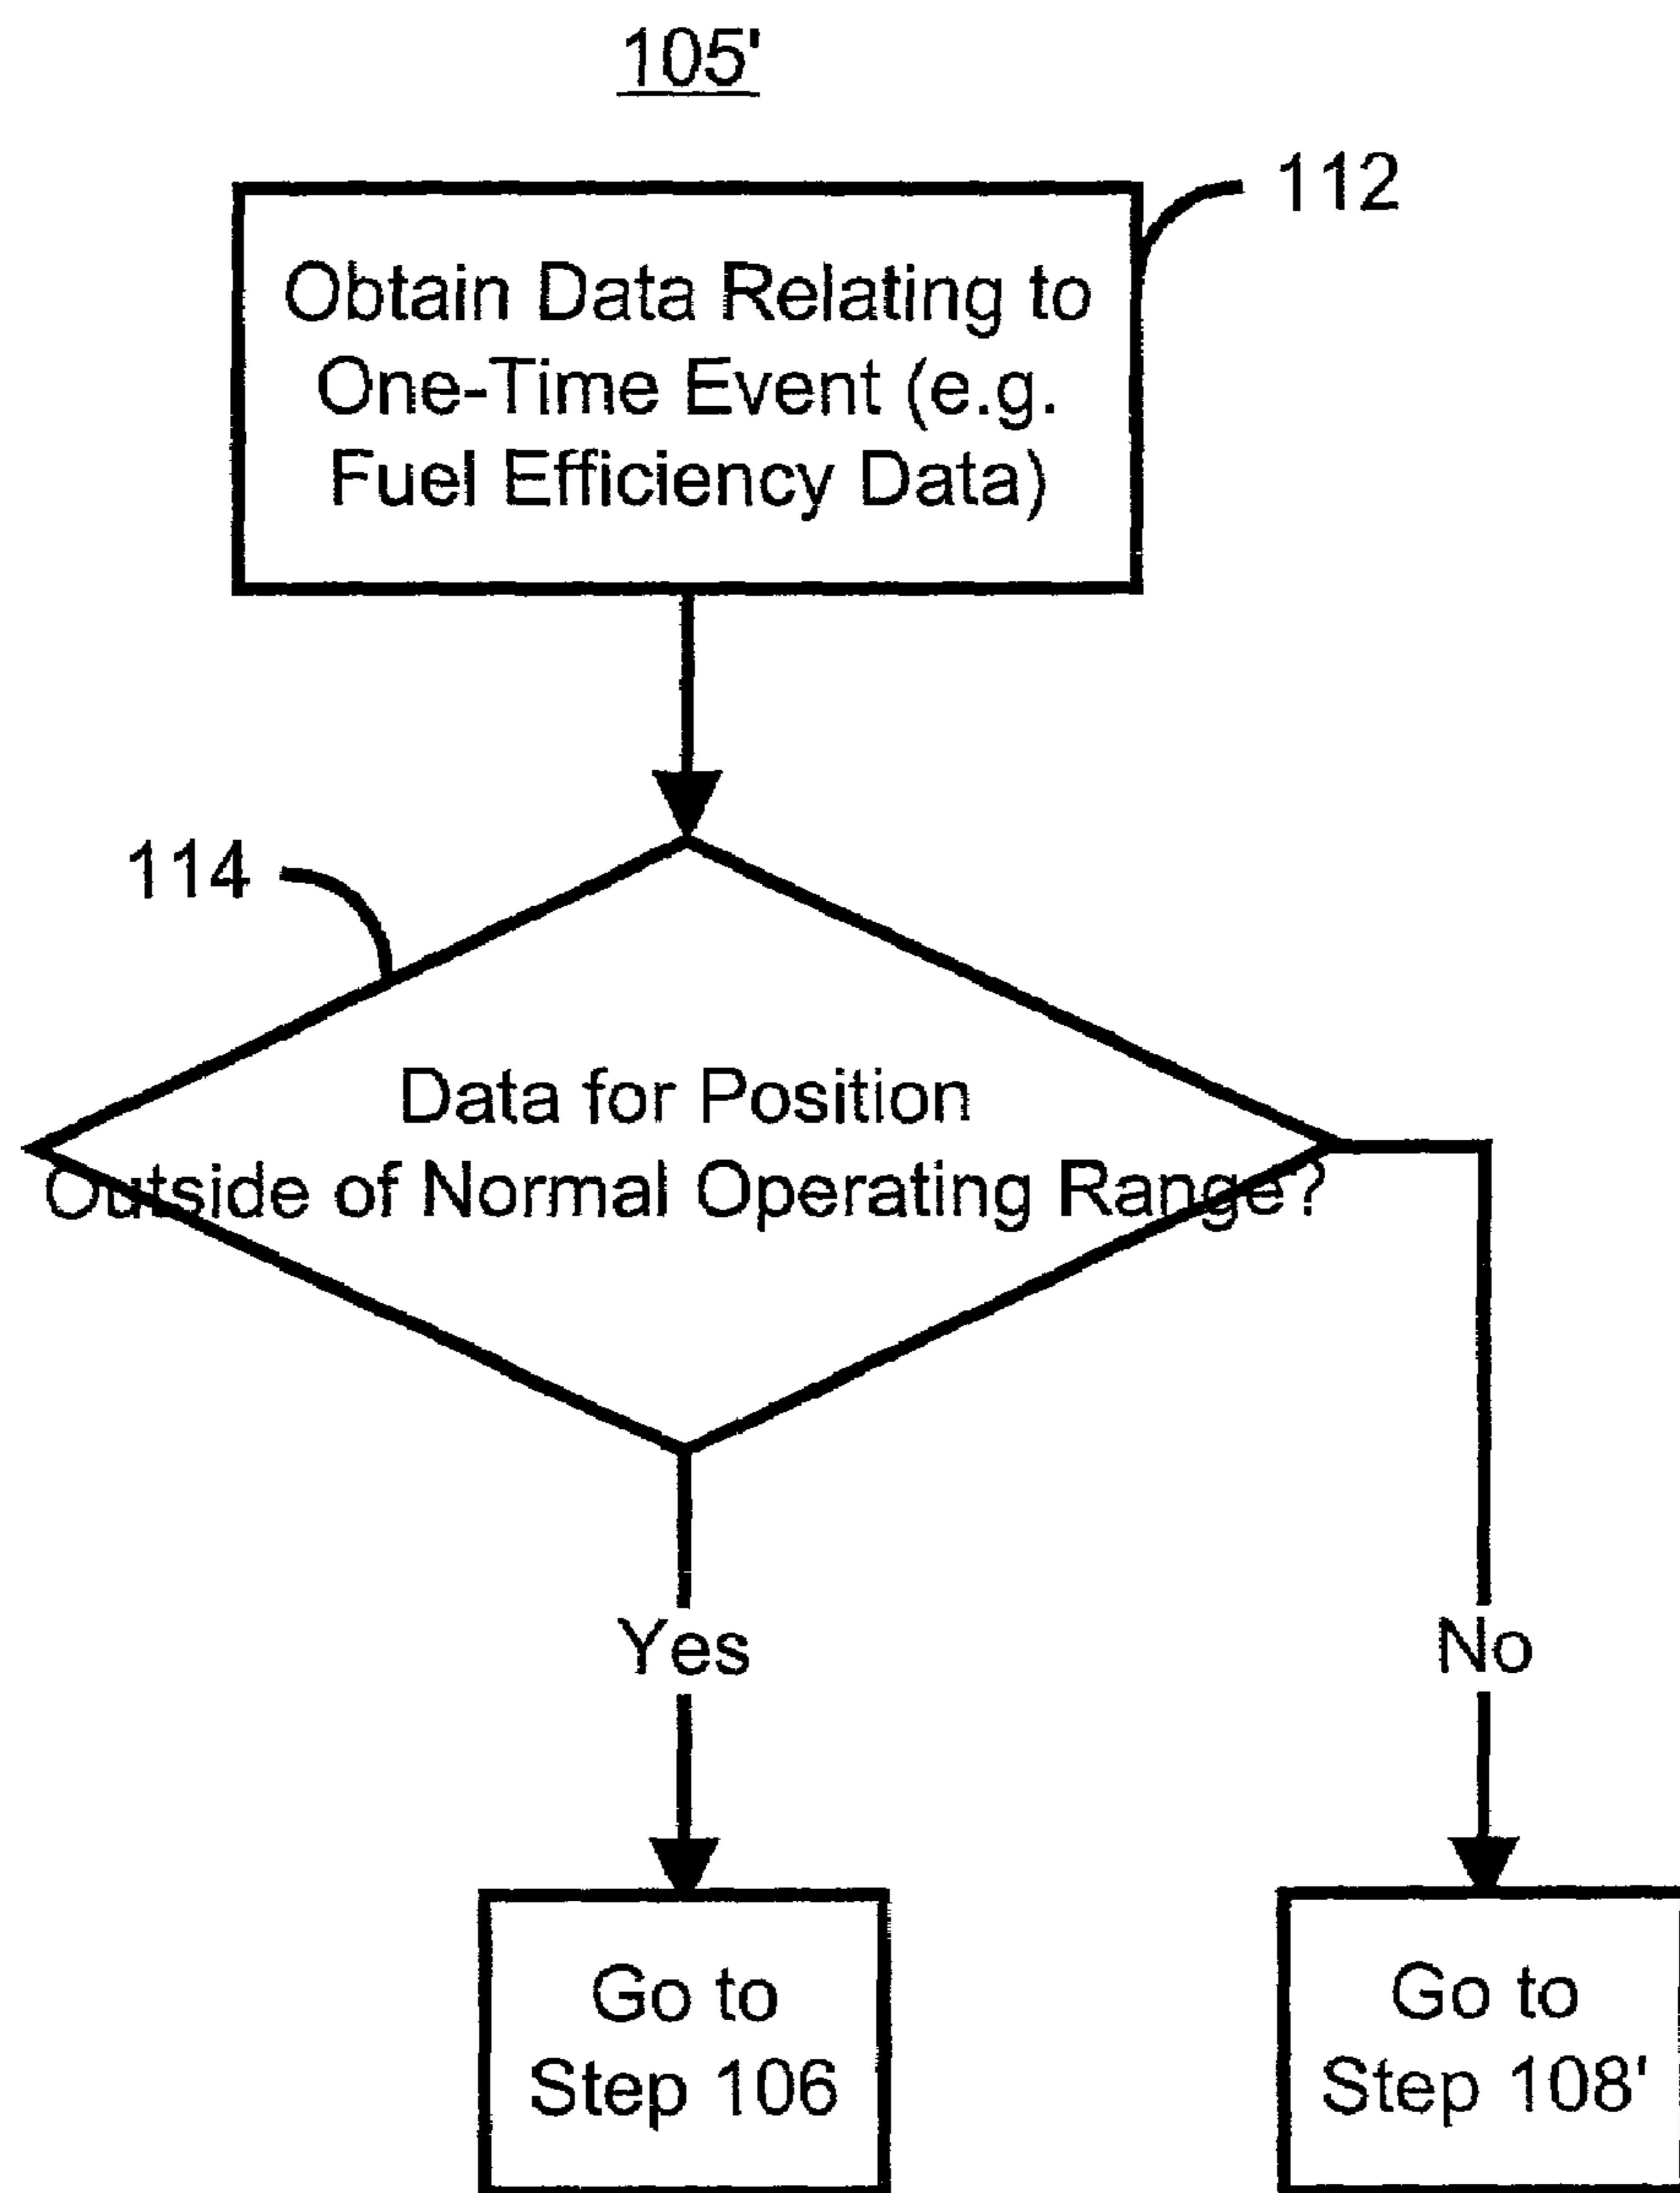 105'
112
Obtain Data Relating to
One-Time Event (e.g.
Fuel Efficiency Data)
114
Data for Position
Outside of Normal Operating Range?
Yes
No
Go to
Step 106
Go to
Step 108'